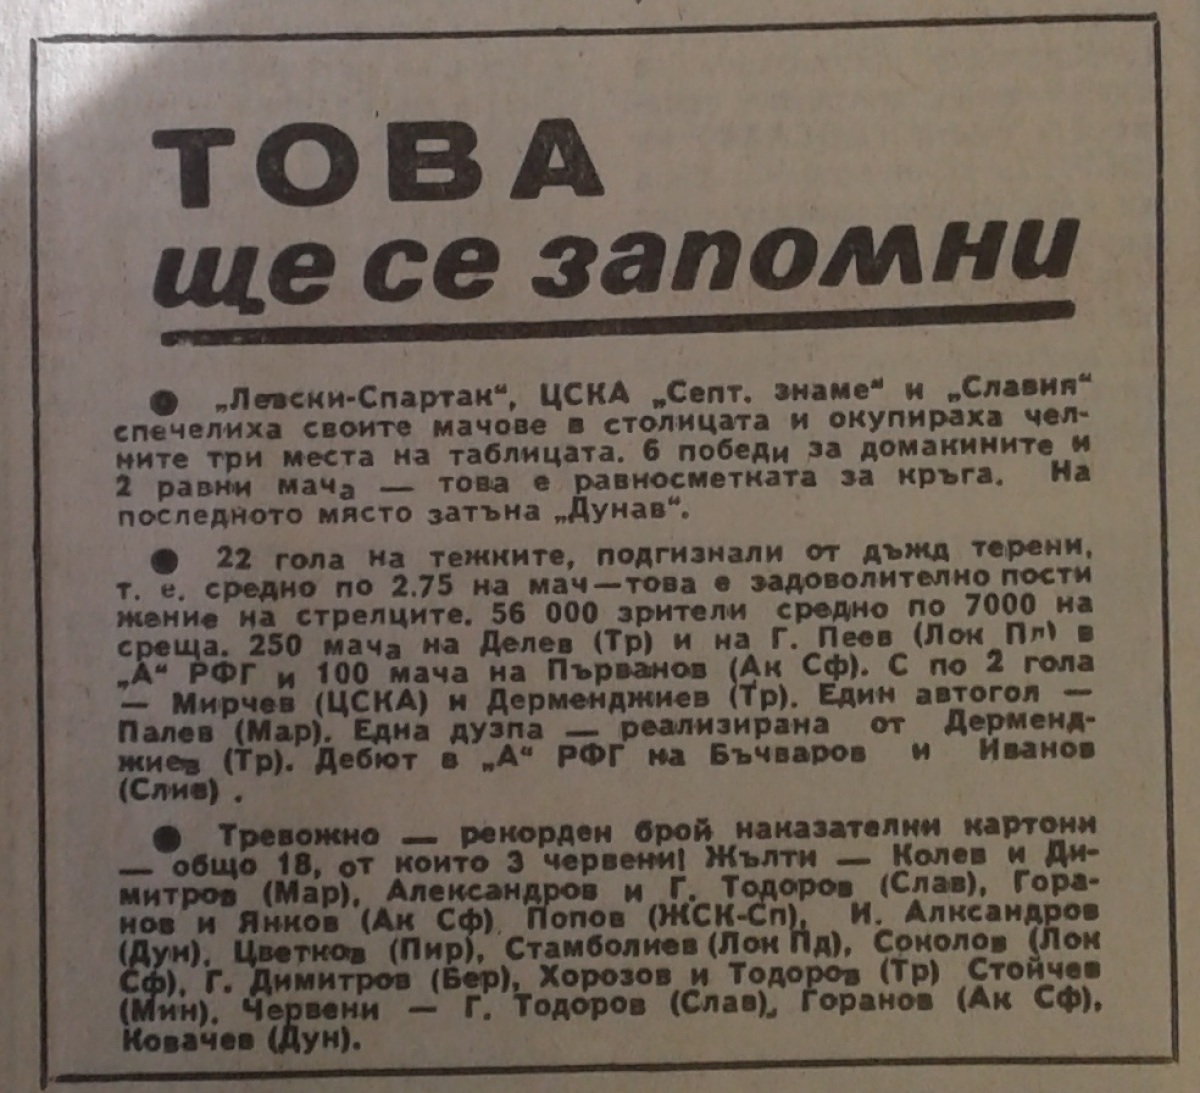 ТОВА
ще се запомни
● „Левски-Спартак“, ЦСКА „Септ. знаме“ и „Славия“
спечелиха своите мачове в столицата и окупираха чел-
ните три места на таблицата. 6 победи за домакините и
2 равни мача — това е равносметката за кръга. На
последното място затъна „Дунав“.
● 22 гола на тежките, подгизнали от дъжд терени,
т. е. средно по 2.75 на мач—това е задоволително пости
жение на стрелците. 56 000 зрители средно по 7000 на
среща. 250 мача на Делев (Тр) и на Г. Пеев (Лок Пл) в
„А“ РФГ и 100 мача на Първанов (Ак Сф). С по 2 гола
— Мирчев (ЦСКА) и Дерменджиев (Тр). Един автогол —
Палев (Мар). Една дузпа — реализирана от Дерменд-
жиев (Тр). Дебют в „А“ РФГ на Бъчваров и Иванов
(Слив) .
● Тревожно — рекорден брой наказателни картони
— общо 18, от които 3 червени! Жълти — Колев и Ди-
митров (Мар), Александров и Г. Тодоров (Слав), Гора-
нов и Янков (Ак Сф), Попов (ЖСК-Сп), И. Алксандров
(Дун), Цветков (Пир), Стамболиев (Лок Пд), Соколов (Лок
Сф), Г. Димитров (Бер), Хорозов и Тодоров (Тр) Стойчев
(Мин). Червени — Г. Тодоров (Слав), Горанов (Ак Сф),
Ковачев (Дун).